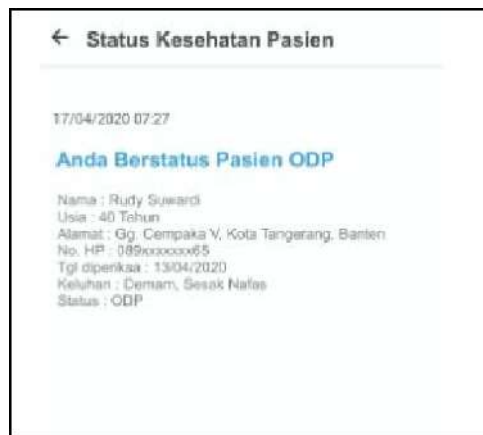 ← Status Kesehatan Pasien
17/04/2020 07:27
Anda Berstatus Pasien ODP
Nama : Rudy Suwardi
Usia : 40 Tahun
Alamat : Gg. Cempaka V, Kota Tangerang, Banten
No. HP : 089xxxxxxx65
Tgl diperiksa : 13/04/2020
Keluhan : Demam, Sesak Nafas
Status : ODP